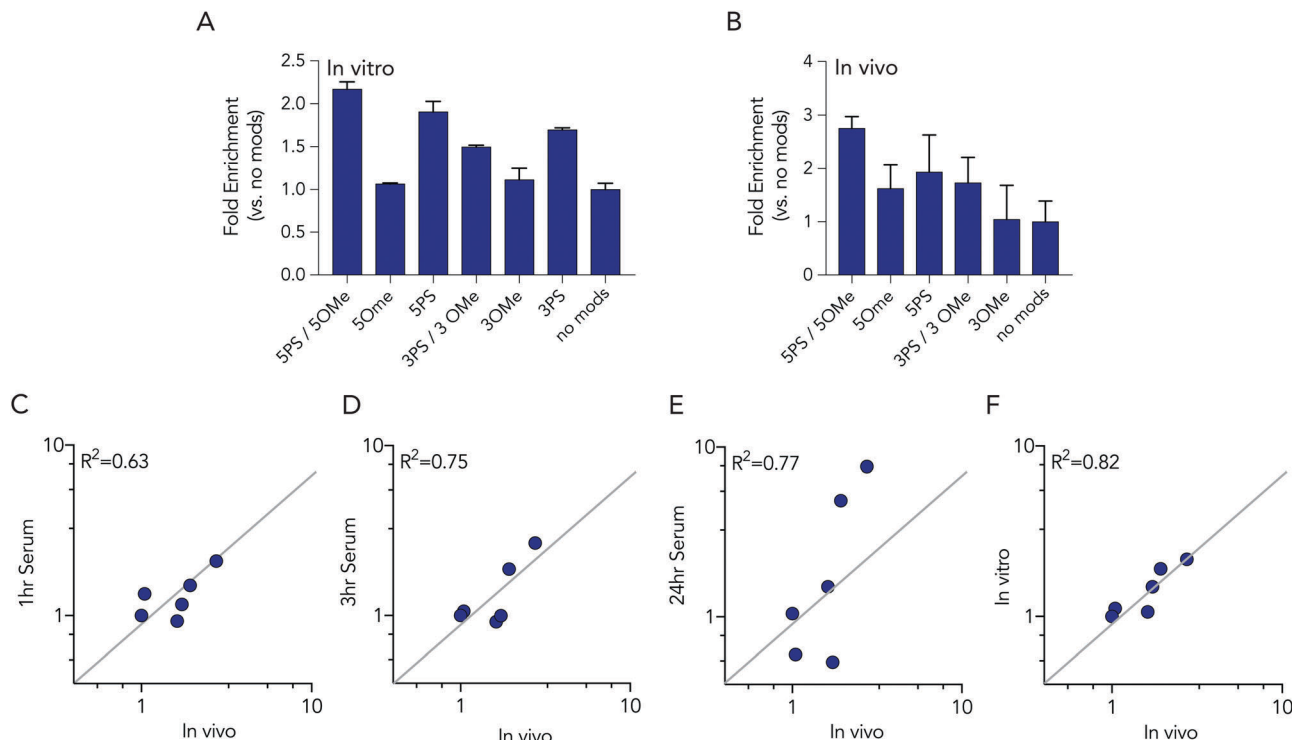 A
In vitro
Fold Enrichment
(vs. no mods)
2.5
2.0
1.5
1.0
0.5
0.0
5PS / 5OMe
5Ome
5PS
3PS / 3 OMe
3OMe
3PS
no mods
B
In vivo
Fold Enrichment
(vs. no mods)
4
3
2
1
0
5PS / 5OMe
5Ome
5PS
3PS / 3 OMe
3OMe
no mods
C
10
R²=0.63
1hr Serum
1
1
10
In vivo
D
10
R²=0.75
3hr Serum
1
1
10
In vivo
E
10
R²=0.77
24hr Serum
1
1
10
In vivo
F
10
R²=0.82
In vitro
1
1
10
In vivo